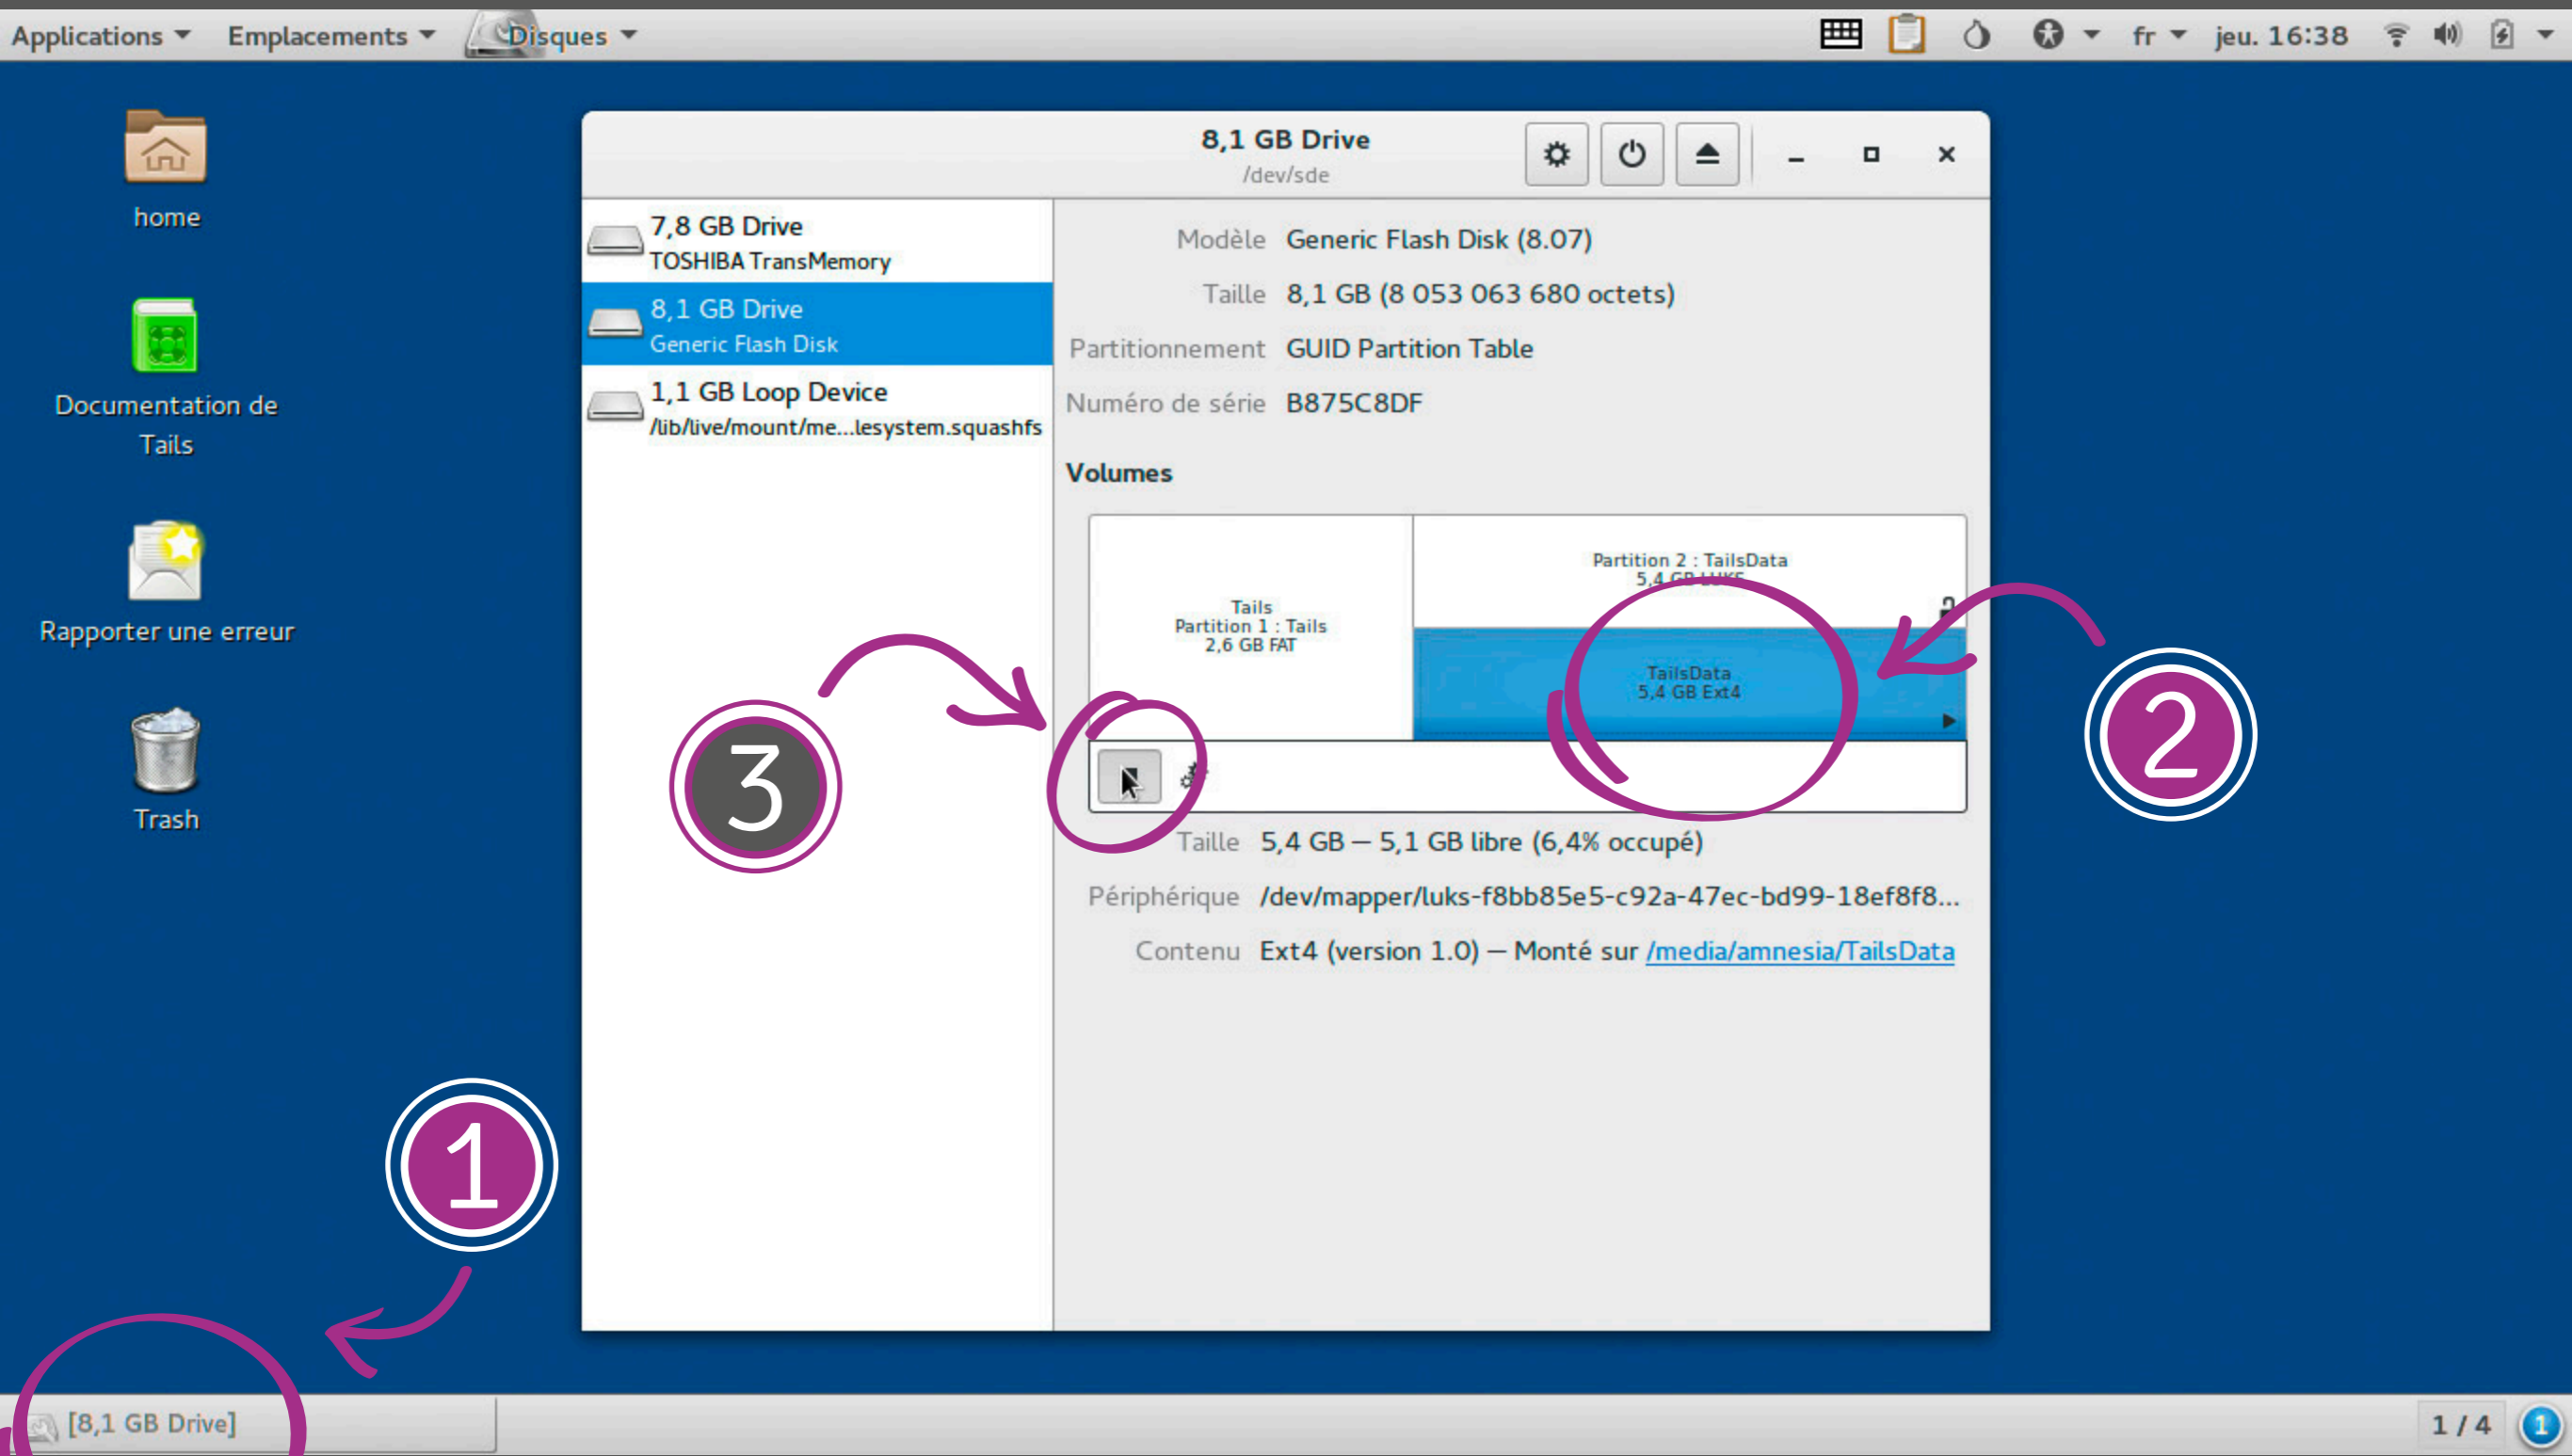 Applications Emplacements Disques fr jeu. 16:38
home
Documentation de
Tails
Rapporter une erreur
Trash
8,1 GB Drive
/dev/sde
7,8 GB Drive
TOSHIBA TransMemory
8,1 GB Drive
Generic Flash Disk
1,1 GB Loop Device
/lib/live/mount/me...lesystem.squashfs
Modèle Generic Flash Disk (8.07)
Taille 8,1 GB (8 053 063 680 octets)
Partitionnement GUID Partition Table
Numéro de série B875C8DF
Volumes
Tails
Partition 1 : Tails
2,6 GB FAT
Partition 2 : TailsData
5,4 GB LUKS
TailsData
5,4 GB Ext4
Taille 5,4 GB — 5,1 GB libre (6,4% occupé)
Périphérique /dev/mapper/luks-f8bb85e5-c92a-47ec-bd99-18ef8f8...
Contenu Ext4 (version 1.0) — Monté sur /media/amnesia/TailsData
3
2
1
[8,1 GB Drive]
1 / 4 1